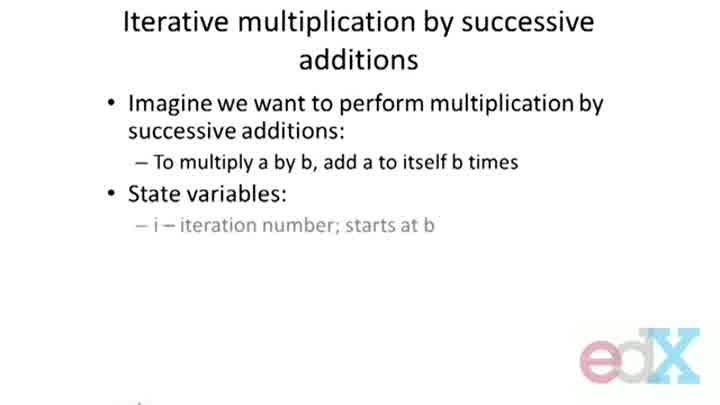 Iterative multiplication by successive
additions
• Imagine we want to perform multiplication by
successive additions:
– To multiply a by b, add a to itself b times
• State variables:
– i – iteration number; starts at b
edX